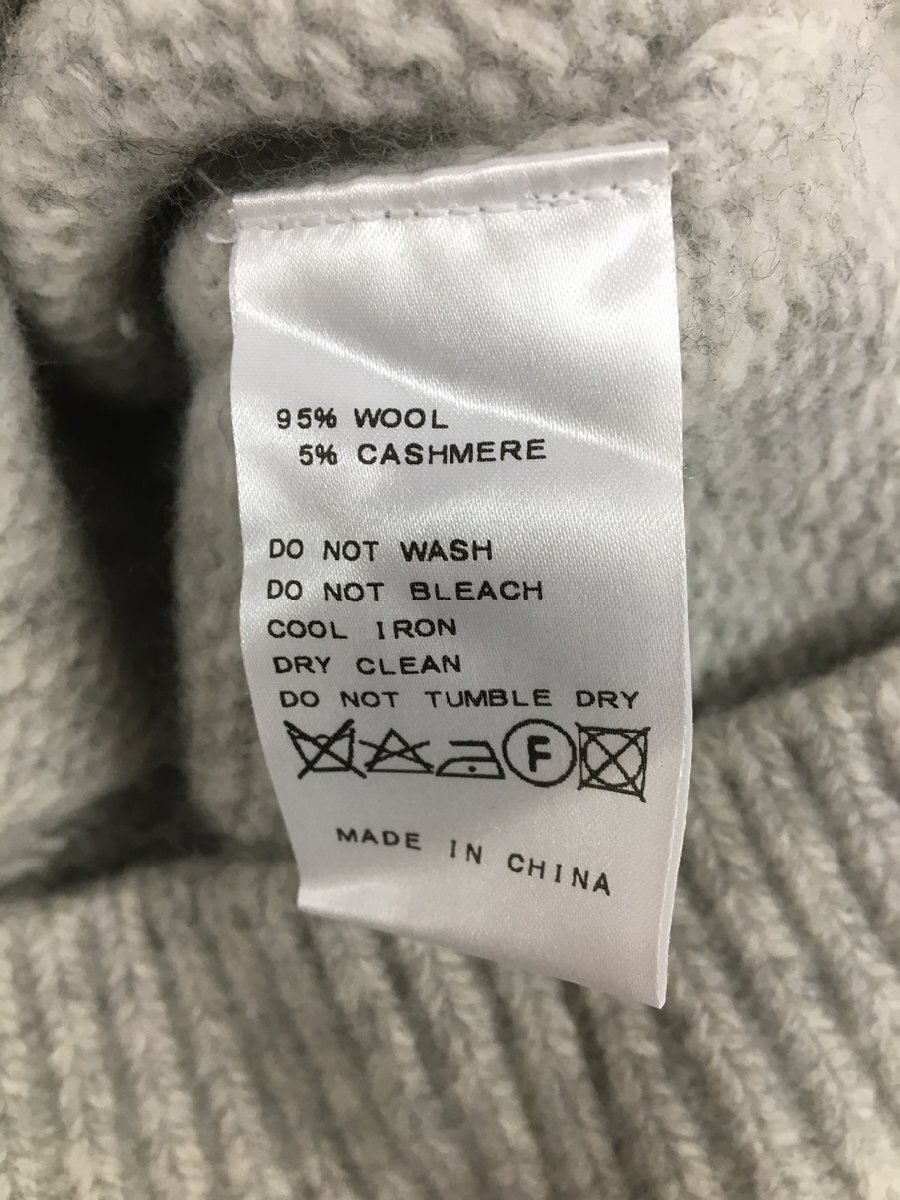 95% WOOL
5% CASHMERE
DO NOT WASH
DO NOT BLEACH
COOL IRON
DRY CLEAN
DO NOT TUMBLE DRY
F
MADE IN CHINA